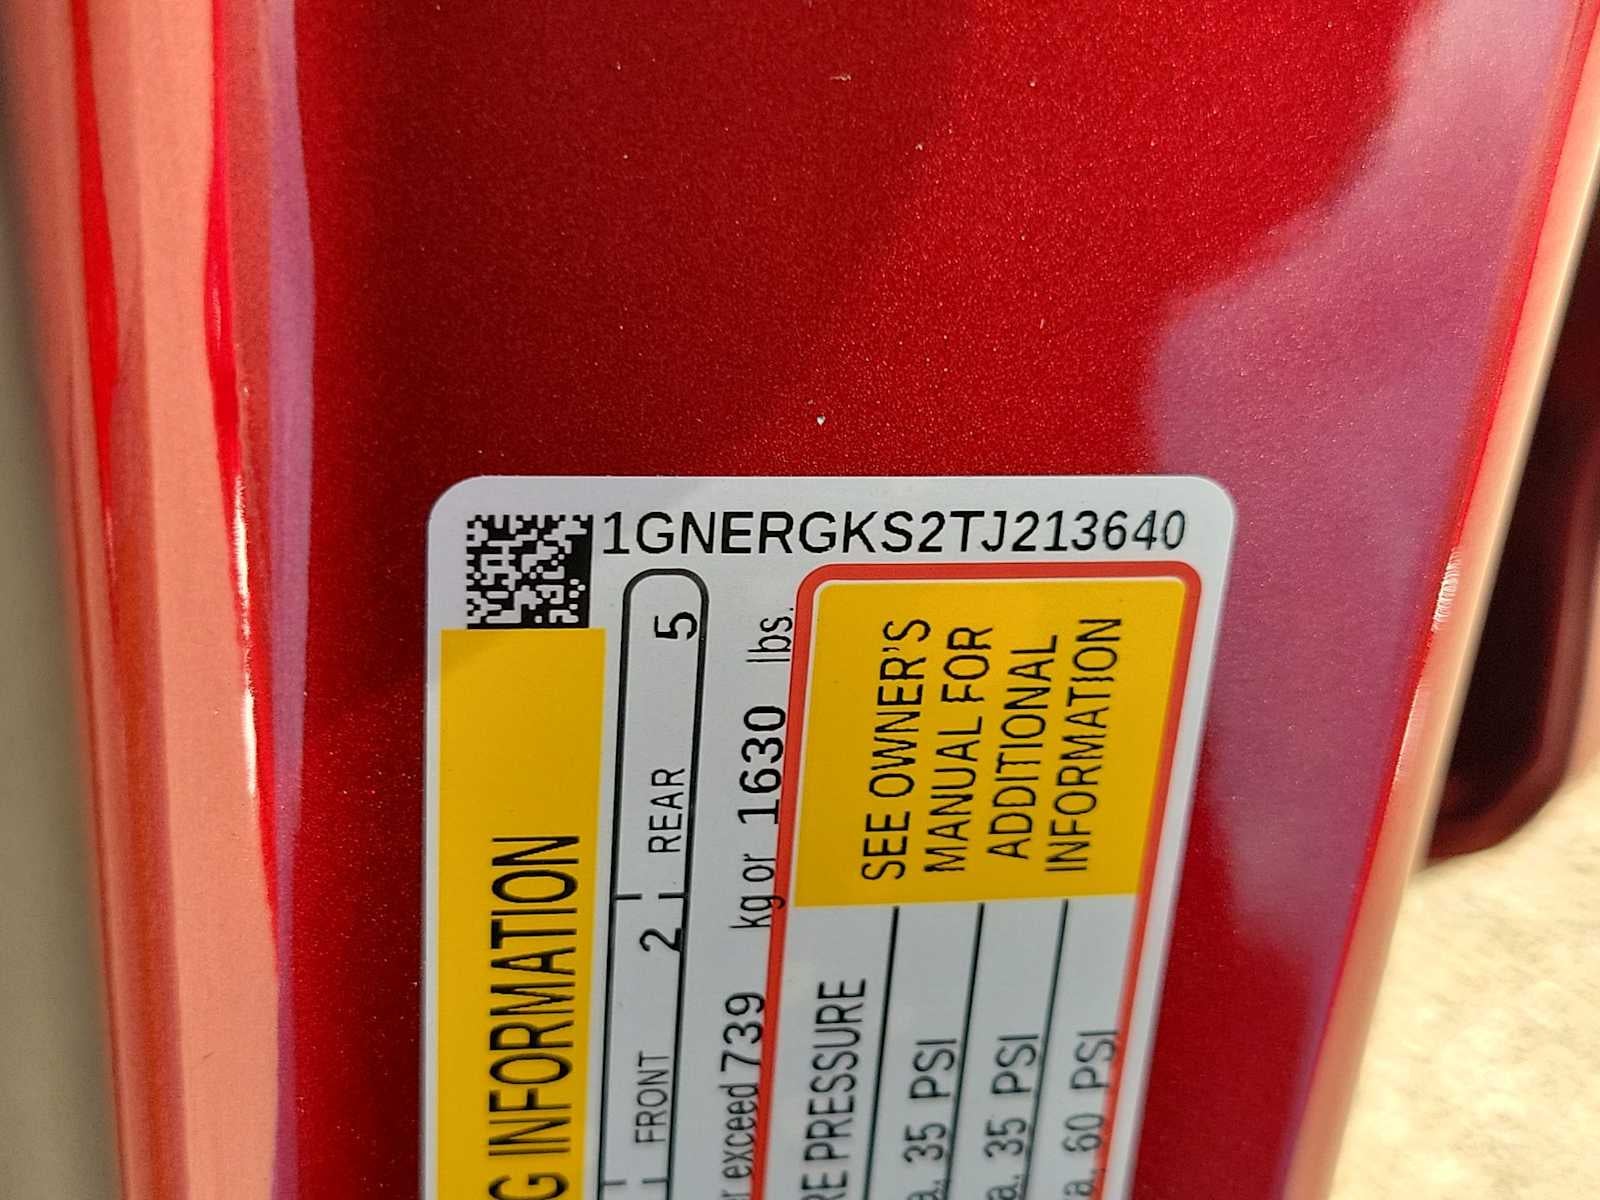 1GNERGKS2TJ213640
G INFORMATION
FRONT 2 REAR 5
exceed 739 kg or 1630 lbs.
PRESSURE
35 PSI
35 PSI
60 PSI
SEE OWNER'S
MANUAL FOR
ADDITIONAL
INFORMATION